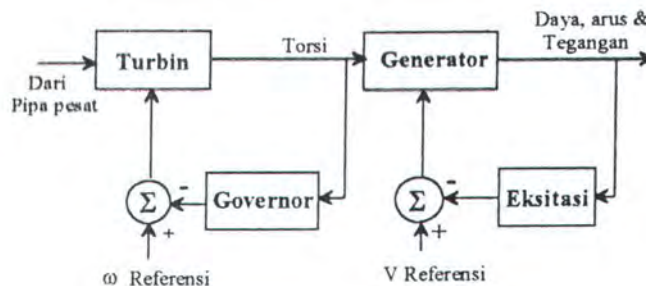 Daya, arus &
Tegangan
Torsi
Turbin
Generator
Dari
Pipa pesat
-
-
Σ
Governor
Σ
Eksitasi
+
+
ω Referensi
V Referensi